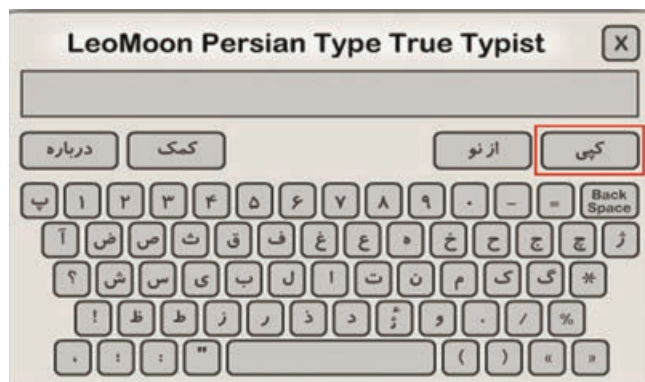 LeoMoon Persian Type True Typist X
درباره کمک از نو کپی
پ ۱ ۲ ۳ ۴ ۵ ۶ ۷ ۸ ۹ ۰ - = Back Space
آ ض ص ث ق ف غ ع ه خ ح ج چ ژ
؟ ش س ی ب ل ا ت ن م ک گ *
! ظ ط ز ر ذ د ئ و . / %
، ؛ : " ( ) « »